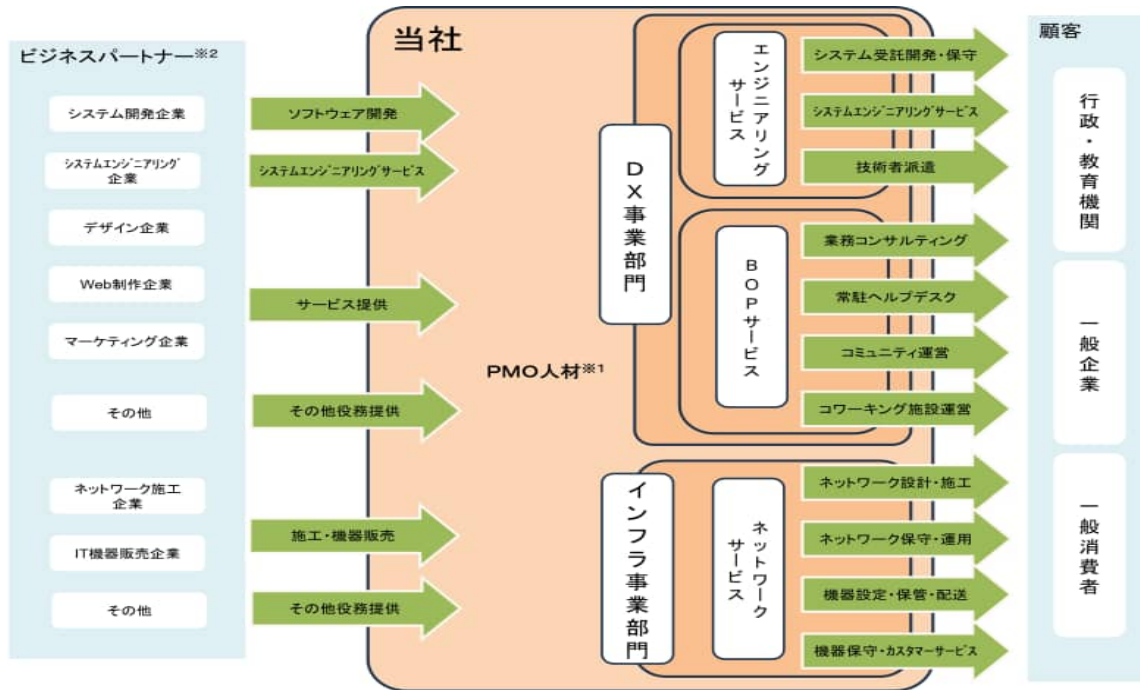 ビジネスパートナー※2
システム開発企業
システムエンジニアリング
企業
デザイン企業
Web制作企業
マーケティング企業
その他
ネットワーク施工
企業
IT機器販売企業
その他
ソフトウェア開発
システムエンジニアリングサービス
サービス提供
その他役務提供
施工・機器販売
その他役務提供
当社
PMO人材※1
DX事業部門
エンジニアリング
サービス
システム受託開発・保守
システムエンジニアリングサービス
技術者派遣
BOPサービス
業務コンサルティング
常駐ヘルプデスク
コミュニティ運営
コワーキング施設運営
インフラ事業部門
ネットワーク
サービス
ネットワーク設計・施工
ネットワーク保守・運用
機器設定・保管・配送
機器保守・カスタマーサービス
顧客
行政・教育機関
一般企業
一般消費者